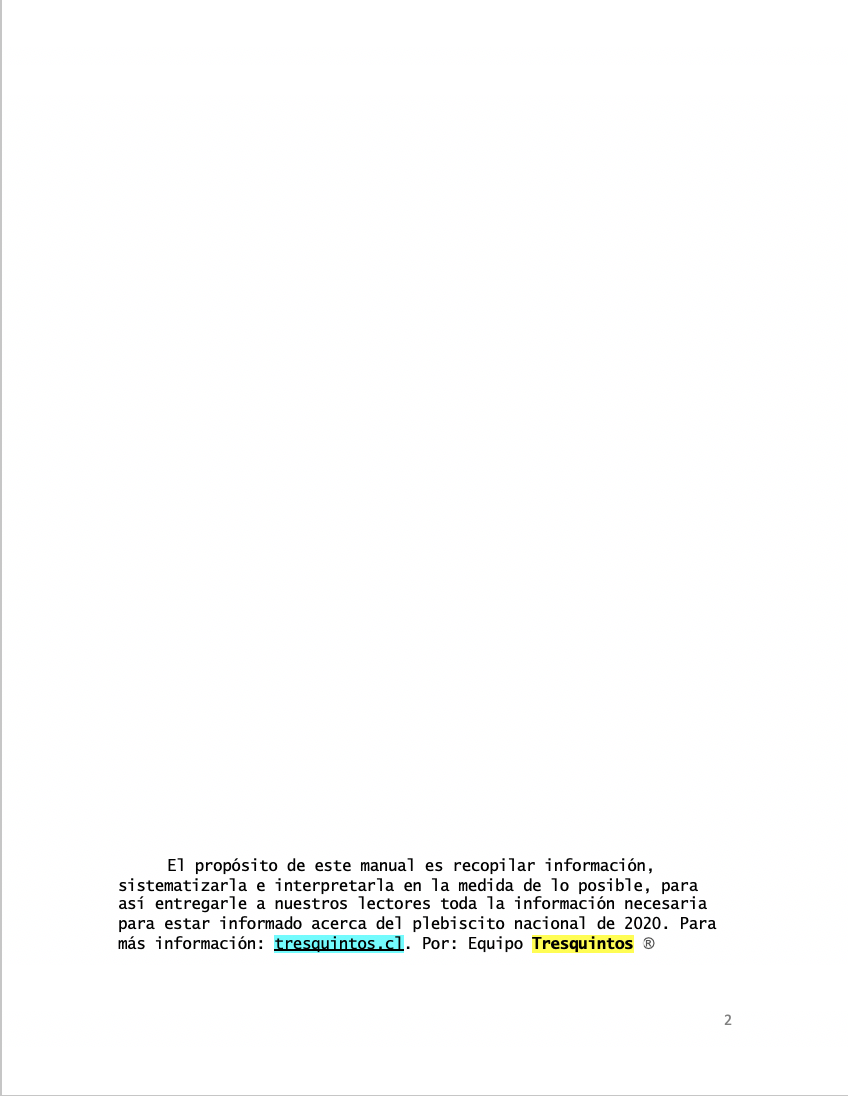 El propósito de este manual es recopilar información,
sistematizarla e interpretarla en la medida de lo posible, para
así entregarle a nuestros lectores toda la información necesaria
para estar informado acerca del plebiscito nacional de 2020. Para
más información: tresquintos.cl. Por: Equipo Tresquintos ®
2